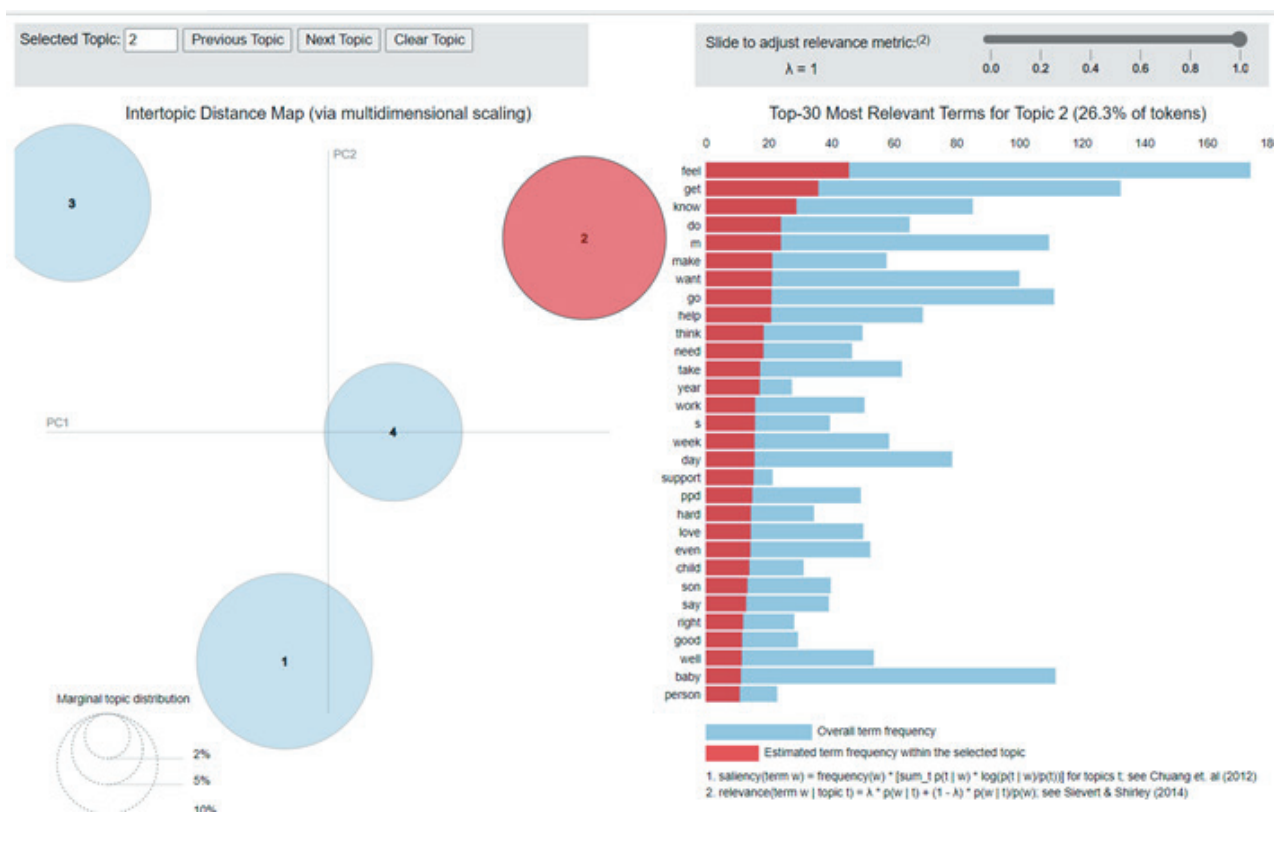 Selected Topic: 2 Previous Topic Next Topic Clear Topic
Slide to adjust relevance metric:(2)
λ = 1
0.0 0.2 0.4 0.6 0.8 1.0
Intertopic Distance Map (via multidimensional scaling)
PC2
PC1
3
2
4
1
Marginal topic distribution
2%
5%
10%
Top-30 Most Relevant Terms for Topic 2 (26.3% of tokens)
0 20 40 60 80 100 120 140 160 18
feel
get
know
do
m
make
want
go
help
think
need
take
year
work
s
week
day
support
ppd
hard
love
even
child
son
say
right
good
well
baby
person
Overall term frequency
Estimated term frequency within the selected topic
1. saliency(term w) = frequency(w) * [sum_t p(t | w) * log(p(t | w)/p(t))] for topics t; see Chuang et. al (2012)
2. relevance(term w | topic t) = λ * p(w | t) + (1 - λ) * p(w | t)/p(w); see Sievert & Shirley (2014)